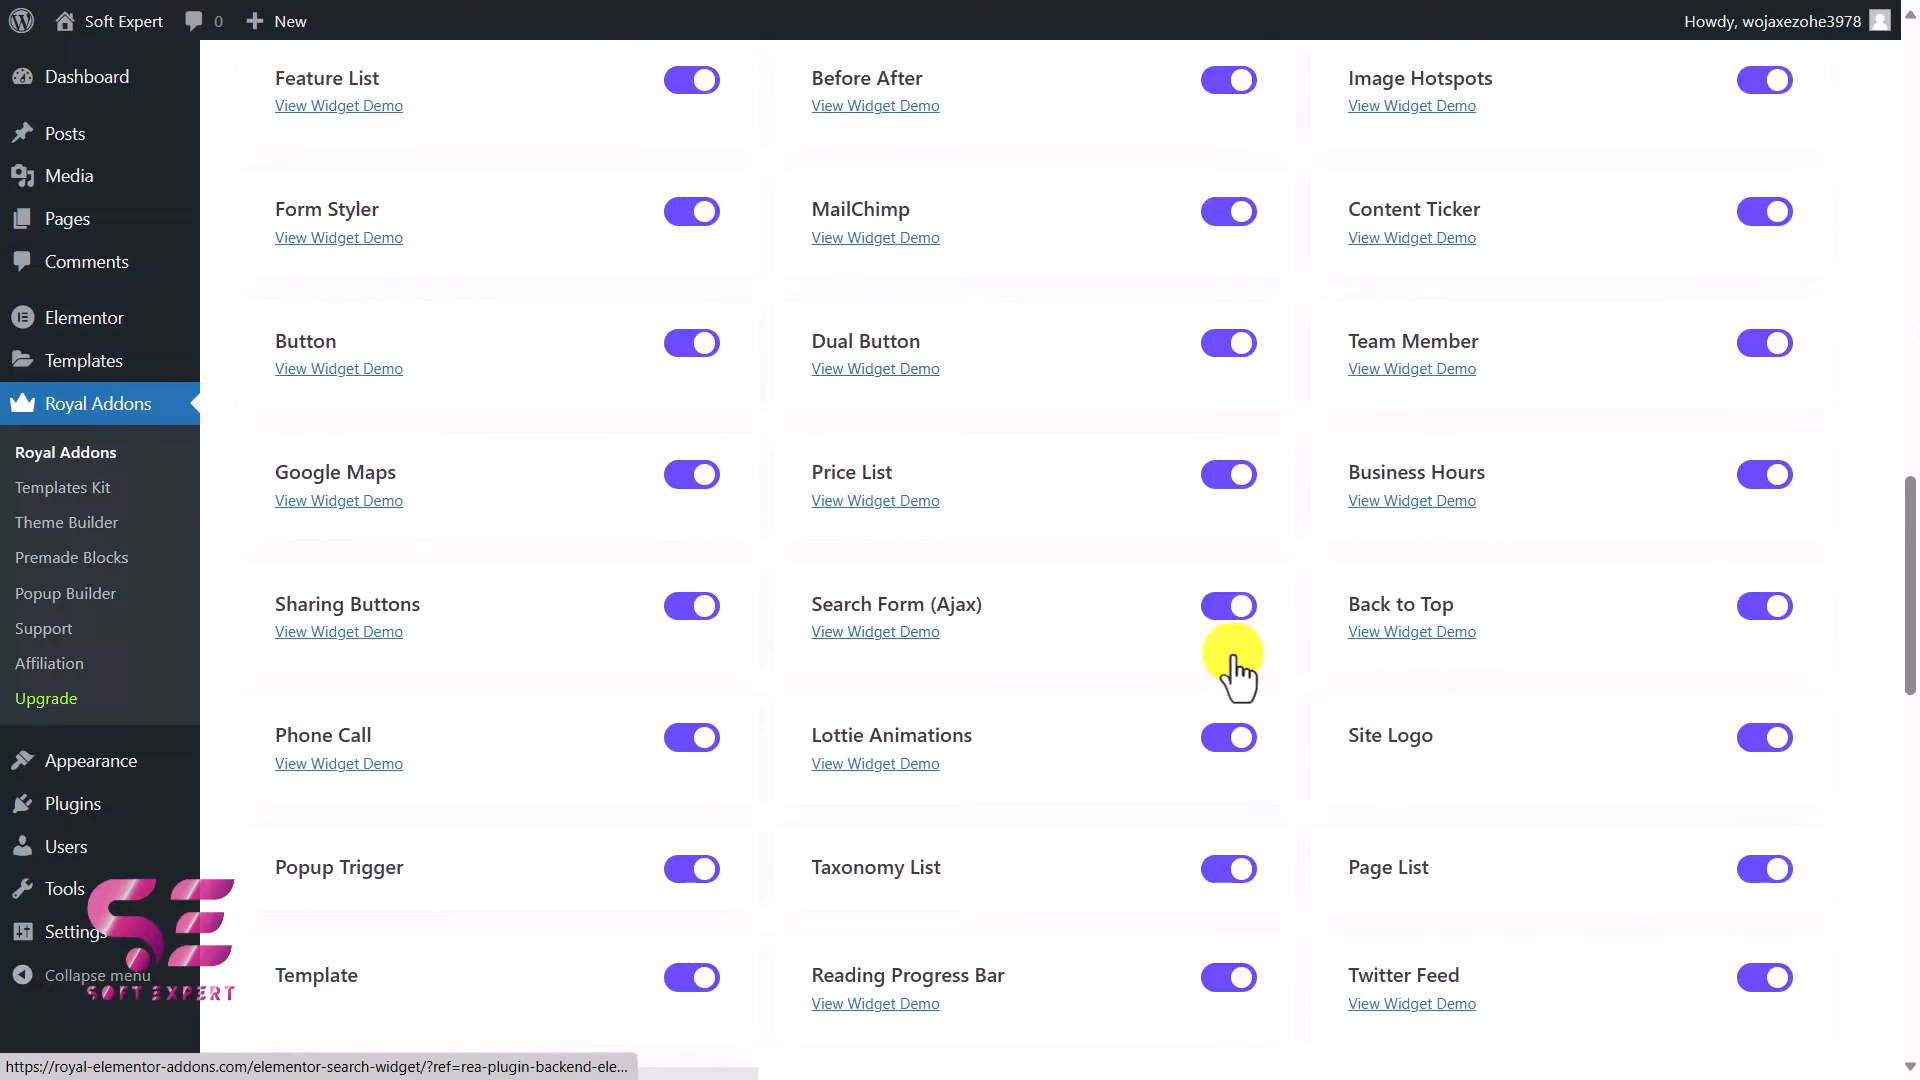 Soft Expert
0
New
Howdy, wojaxezohe3978
Dashboard
Posts
Media
Pages
Comments
Elementor
Templates
Royal Addons
Royal Addons
Templates Kit
Theme Builder
Premade Blocks
Popup Builder
Support
Affiliation
Upgrade
Appearance
Plugins
Users
Tools
Settings
Collapse menu
SE
SOFT EXPERT
Feature List
View Widget Demo
Before After
View Widget Demo
Image Hotspots
View Widget Demo
Form Styler
View Widget Demo
MailChimp
View Widget Demo
Content Ticker
View Widget Demo
Button
View Widget Demo
Dual Button
View Widget Demo
Team Member
View Widget Demo
Google Maps
View Widget Demo
Price List
View Widget Demo
Business Hours
View Widget Demo
Sharing Buttons
View Widget Demo
Search Form (Ajax)
View Widget Demo
Back to Top
View Widget Demo
Phone Call
View Widget Demo
Lottie Animations
View Widget Demo
Site Logo
Popup Trigger
Taxonomy List
Page List
Template
Reading Progress Bar
View Widget Demo
Twitter Feed
View Widget Demo
https://royal-elementor-addons.com/elementor-search-widget/?ref=rea-plugin-backend-ele...